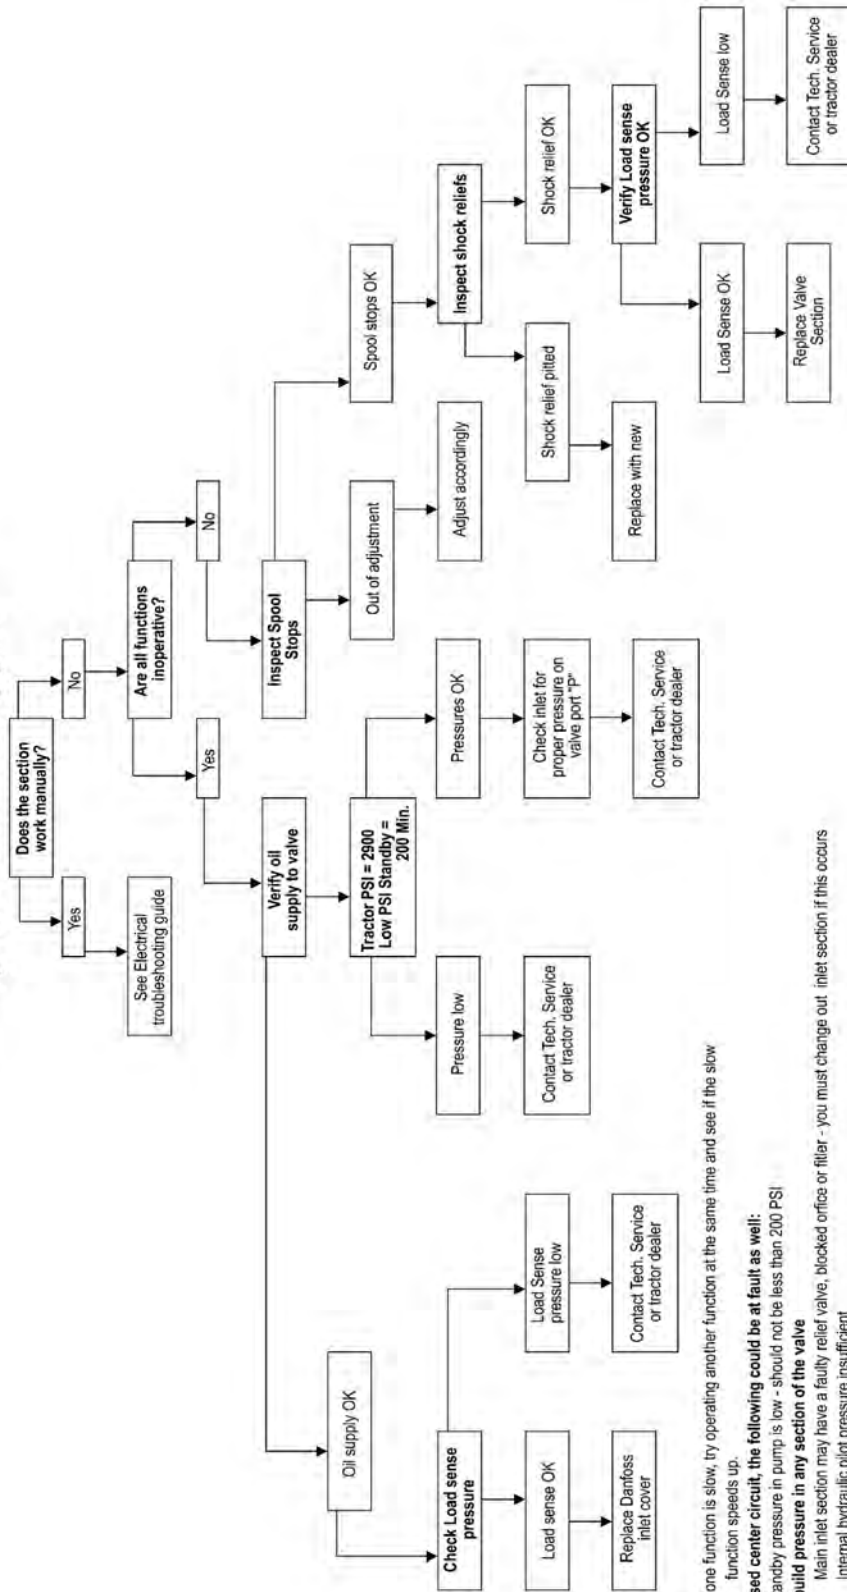 Does the section
work manually?
Yes
No
See Electrical
troubleshooting guide
Are all functions
inoperative?
Yes
No
Verify oil
supply to valve
Inspect Spool
Stops
Oil supply OK
Tractor PSI = 2900
Low PSI Standby =
200 Min.
Out of adjustment
Spool stops OK
Check Load sense
pressure
Pressure low
Pressures OK
Adjust accordingly
Inspect shock reliefs
Load sense OK
Load Sense
pressure low
Contact Tech. Service
or tractor dealer
Check inlet for
proper pressure on
valve port "P"
Shock relief pitted
Shock relief OK
Replace Danfoss
inlet cover
Contact Tech. Service
or tractor dealer
Contact Tech. Service
or tractor dealer
Replace with new
Verify Load sense
pressure OK
Load Sense OK
Load Sense low
Replace Valve
Section
Contact Tech. Service
or tractor dealer
one function is slow, try operating another function at the same time and see if the slow
function speeds up.
sed center circuit, the following could be at fault as well:
andby pressure in pump is low - should not be less than 200 PSI
uild pressure in any section of the valve
Main inlet section may have a faulty relief valve, blocked orfice or fitler - you must change out inlet section if this occurs
Internal hydraulic pilot pressure insufficient